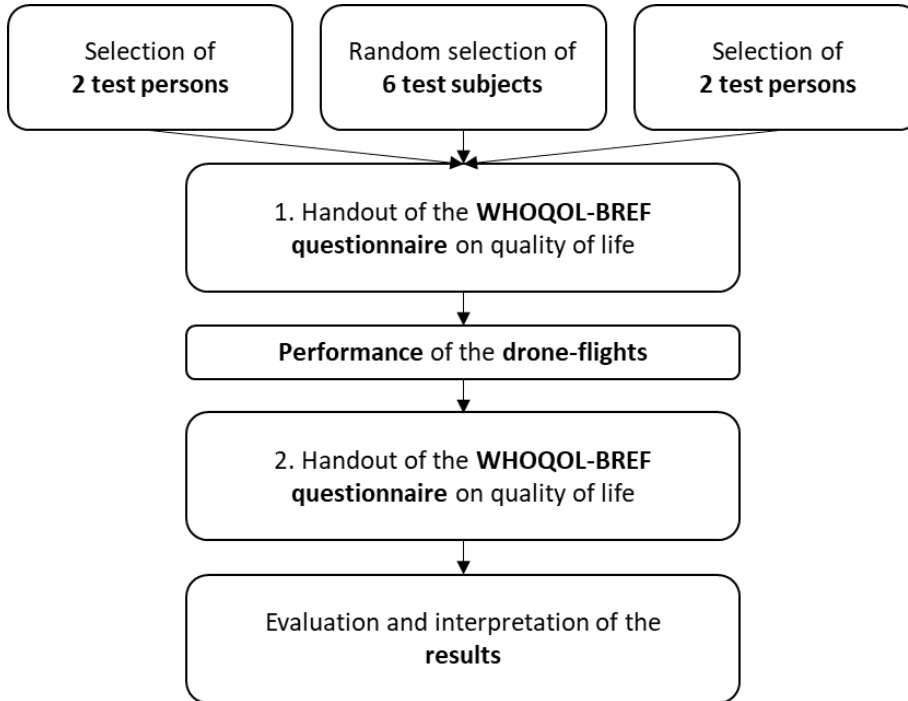 Selection of
2 test persons
Random selection of
6 test subjects
Selection of
2 test persons
1. Handout of the WHOQOL-BREF
questionnaire on quality of life
Performance of the drone-flights
2. Handout of the WHOQOL-BREF
questionnaire on quality of life
Evaluation and interpretation of the
results